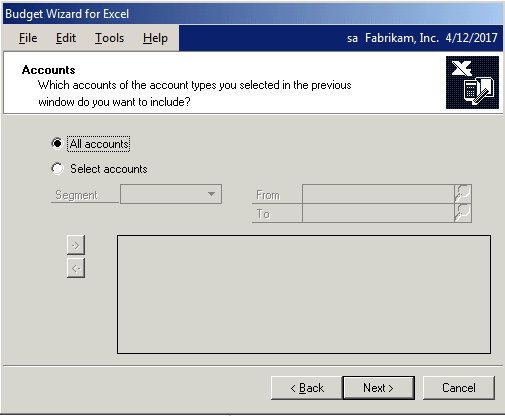 Budget Wizard for Excel
File Edit Tools Help sa Fabrikam, Inc. 4/12/2017
Accounts
Which accounts of the account types you selected in the previous
window do you want to include?
All accounts
Select accounts
Segment From
To
->
<-
< Back Next > Cancel